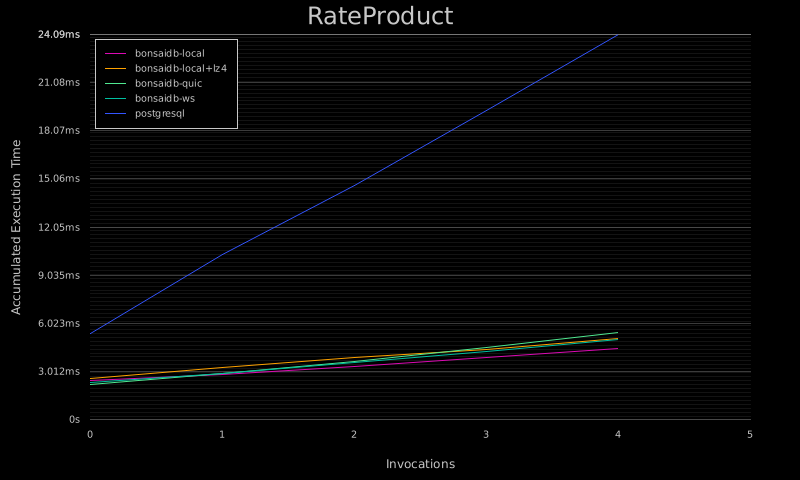 RateProduct
24.09ms
21.08ms
18.07ms
15.06ms
12.05ms
9.035ms
6.023ms
3.012ms
0s
bonsaidb-local
bonsaidb-local+lz4
bonsaidb-quic
bonsaidb-ws
postgresql
Accumulated Execution Time
0 1 2 3 4 5
Invocations